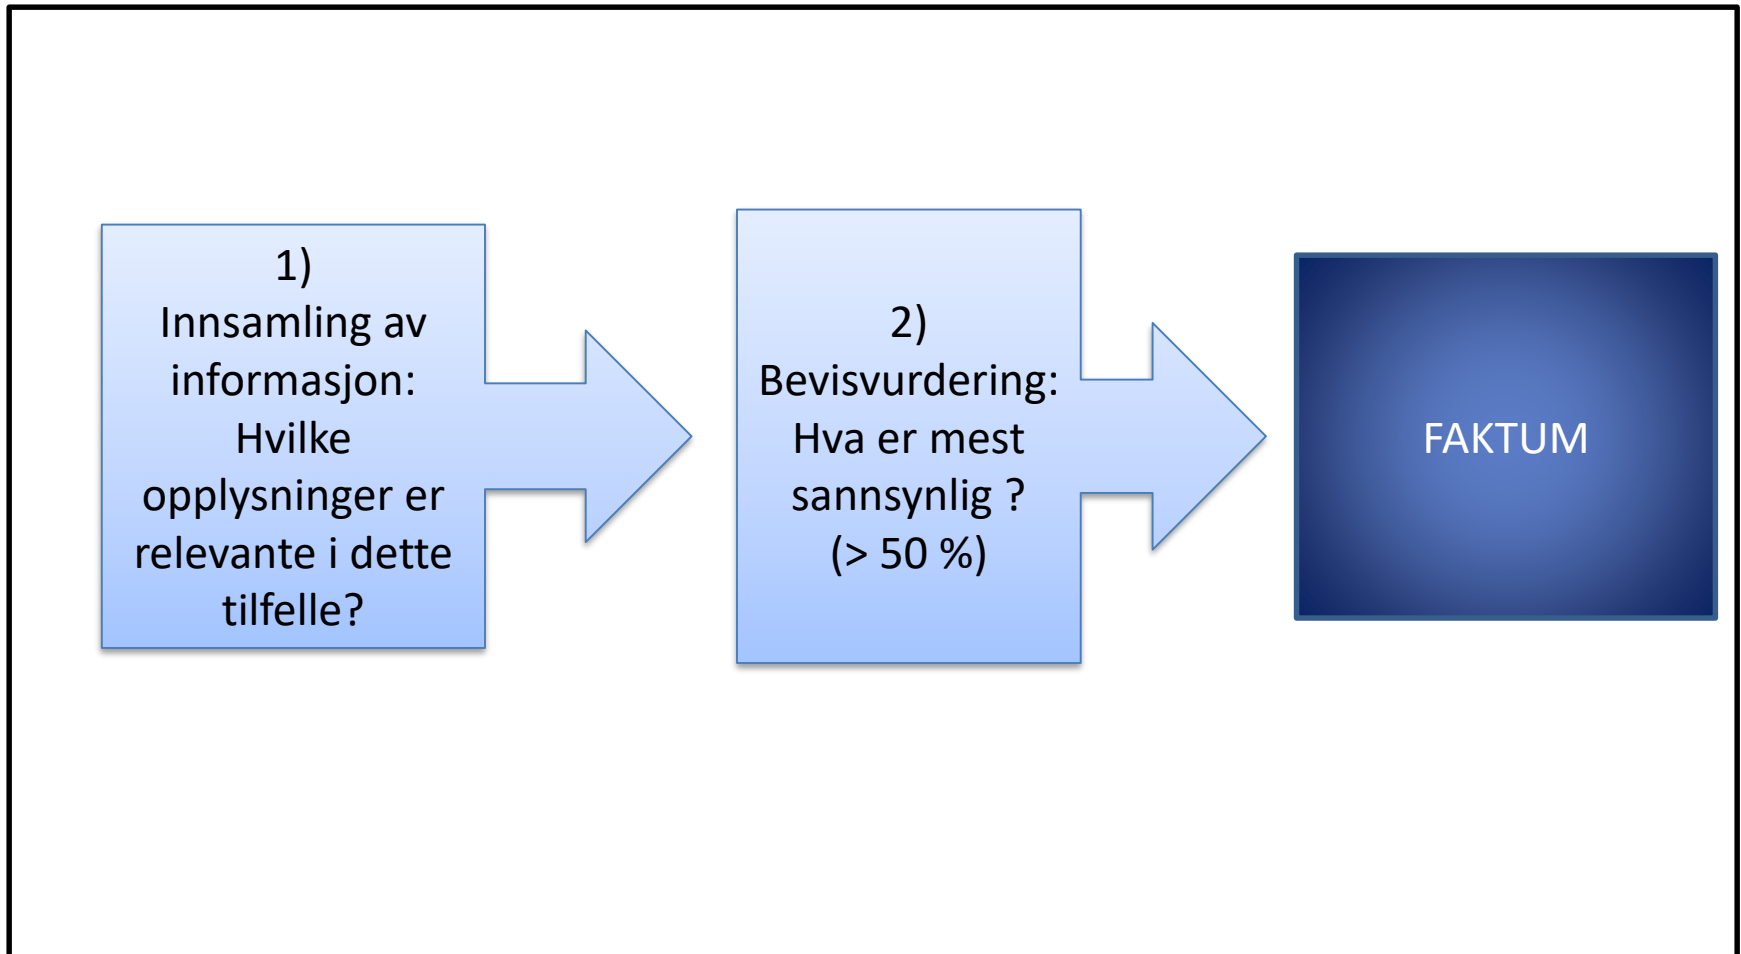 1)
Innsamling av
informasjon:
Hvilke
opplysninger er
relevante i dette
tilfelle?
2)
Bevisvurdering:
Hva er mest
sannsynlig ?
(> 50 %)
FAKTUM